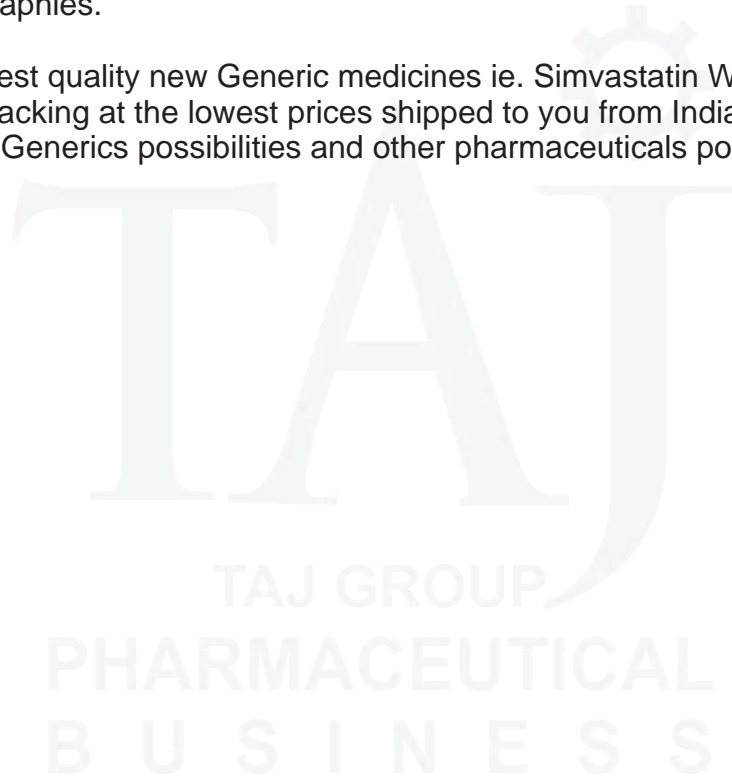 aphies.
est quality new Generic medicines ie. Simvastatin W
acking at the lowest prices shipped to you from India
Generics possibilities and other pharmaceuticals po
TAJ
TAJ GROUP
PHARMACEUTICAL
BUSINESS